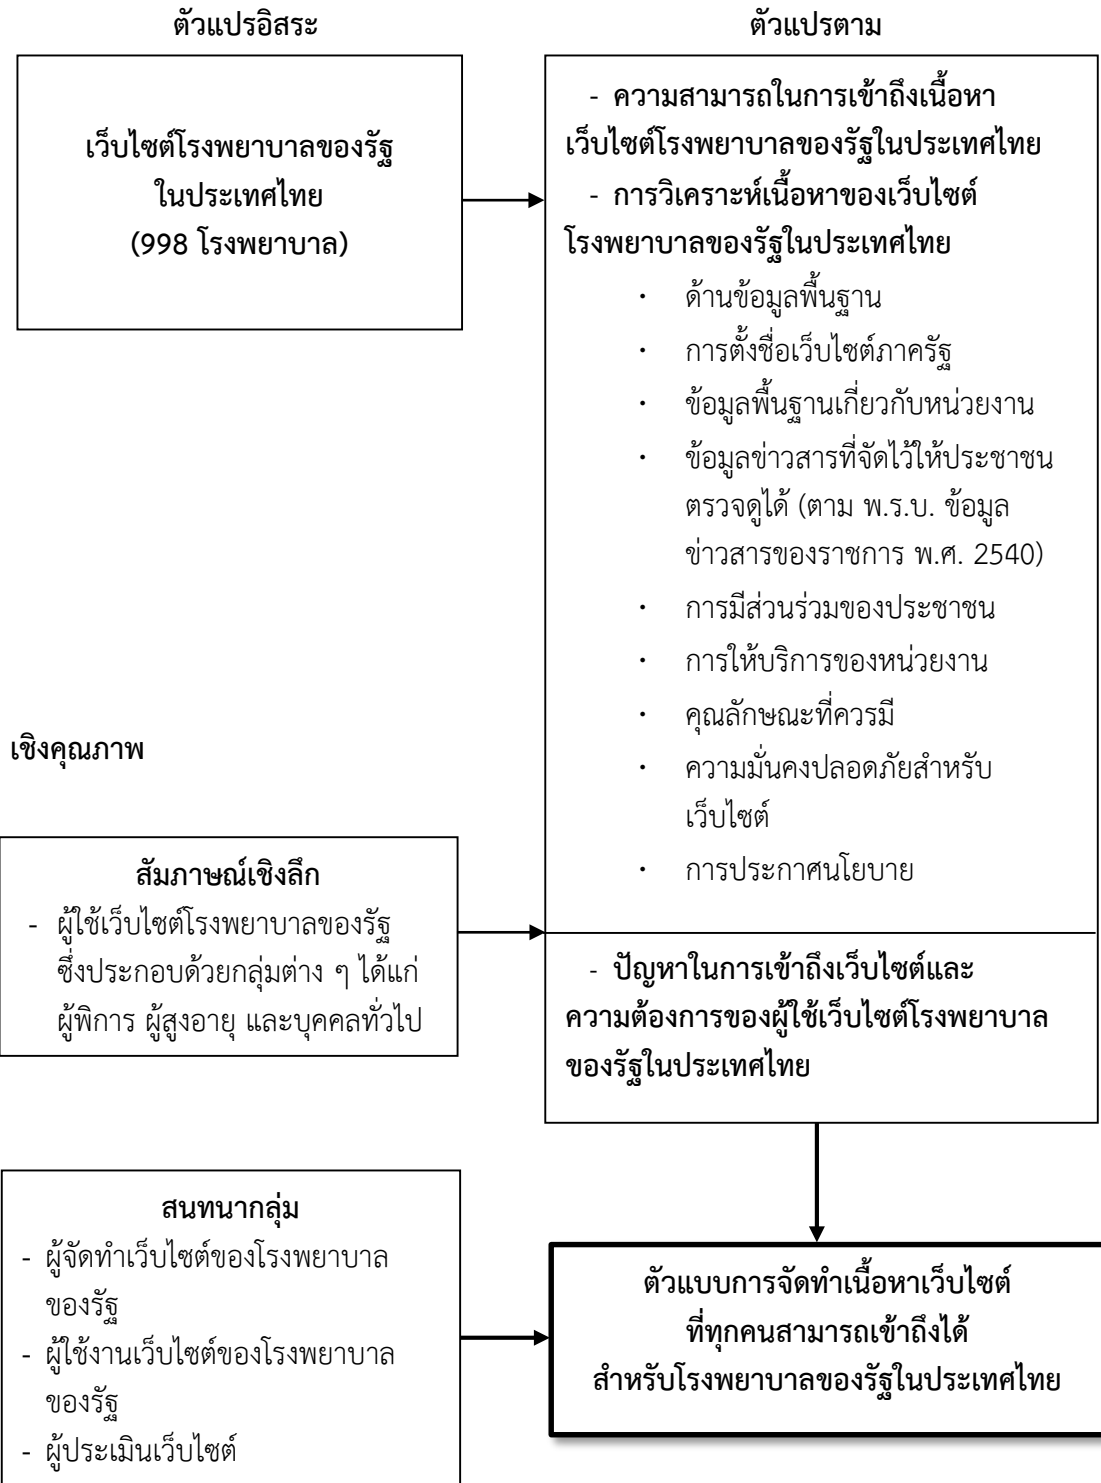 ตัวแปรอิสระ
ตัวแปรตาม
เว็บไซต์โรงพยาบาลของรัฐ
ในประเทศไทย
(998 โรงพยาบาล)
- ความสามารถในการเข้าถึงเนื้อหา
เว็บไซต์โรงพยาบาลของรัฐในประเทศไทย
- การวิเคราะห์เนื้อหาของเว็บไซต์
โรงพยาบาลของรัฐในประเทศไทย
· ด้านข้อมูลพื้นฐาน
· การตั้งชื่อเว็บไซต์ภาครัฐ
· ข้อมูลพื้นฐานเกี่ยวกับหน่วยงาน
· ข้อมูลข่าวสารที่จัดไว้ให้ประชาชน
ตรวจดูได้ (ตาม พ.ร.บ. ข้อมูล
ข่าวสารของราชการ พ.ศ. 2540)
· การมีส่วนร่วมของประชาชน
· การให้บริการของหน่วยงาน
· คุณลักษณะที่ควรมี
· ความมั่นคงปลอดภัยสำหรับ
เว็บไซต์
· การประกาศนโยบาย
เชิงคุณภาพ
สัมภาษณ์เชิงลึก
- ผู้ใช้เว็บไซต์โรงพยาบาลของรัฐ
ซึ่งประกอบด้วยกลุ่มต่าง ๆ ได้แก่
ผู้พิการ ผู้สูงอายุ และบุคคลทั่วไป
- ปัญหาในการเข้าถึงเว็บไซต์และ
ความต้องการของผู้ใช้เว็บไซต์โรงพยาบาล
ของรัฐในประเทศไทย
สนทนากลุ่ม
- ผู้จัดทำเว็บไซต์ของโรงพยาบาล
ของรัฐ
- ผู้ใช้งานเว็บไซต์ของโรงพยาบาล
ของรัฐ
- ผู้ประเมินเว็บไซต์
ตัวแบบการจัดทำเนื้อหาเว็บไซต์
ที่ทุกคนสามารถเข้าถึงได้
สำหรับโรงพยาบาลของรัฐในประเทศไทย